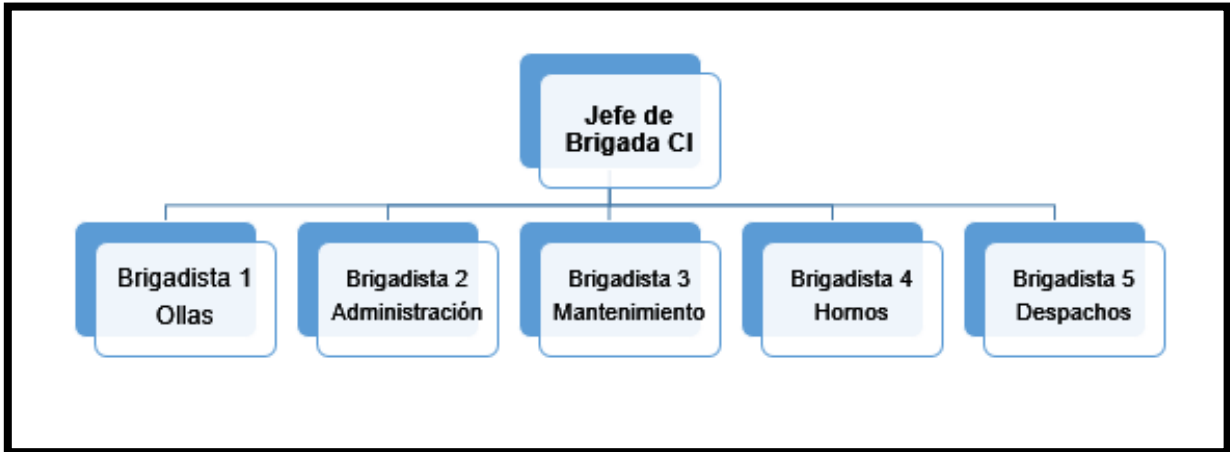 Jefe de
Brigada CI
Brigadista 1
Ollas
Brigadista 2
Administración
Brigadista 3
Mantenimiento
Brigadista 4
Hornos
Brigadista 5
Despachos